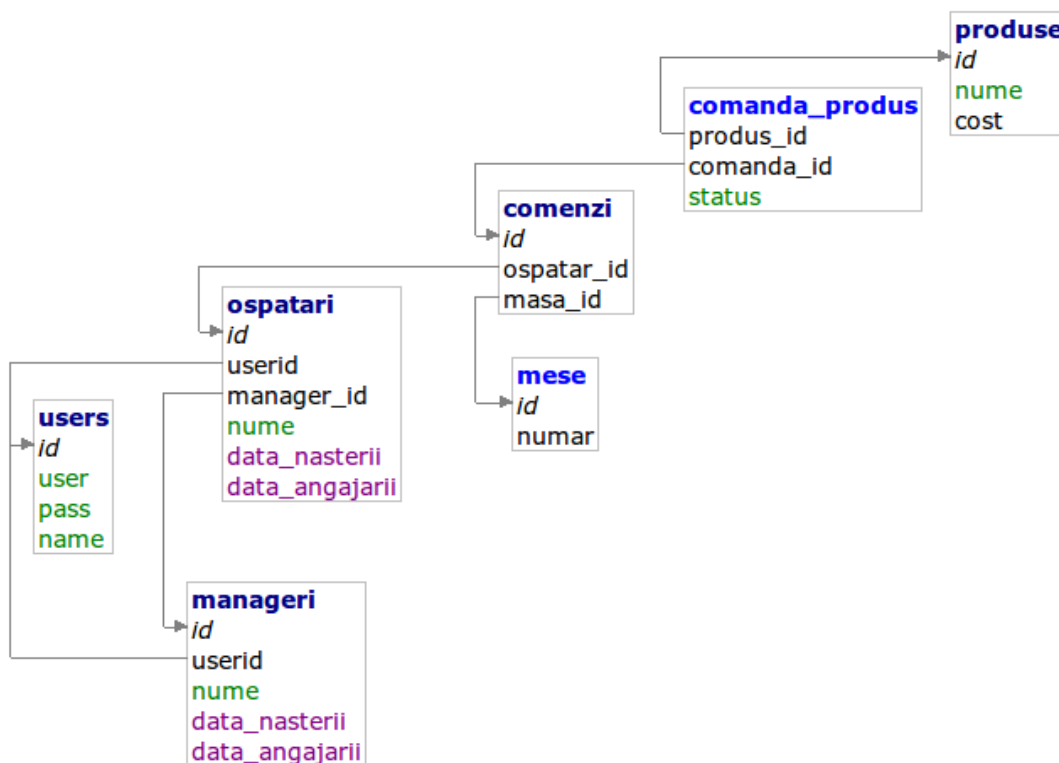 produse
id
nume
cost
comanda_produs
produs_id
comanda_id
status
comenzi
id
ospatar_id
masa_id
ospatari
id
userid
manager_id
nume
data_nasterii
data_angajarii
mese
id
numar
users
id
user
pass
name
manageri
id
userid
nume
data_nasterii
data_angajarii